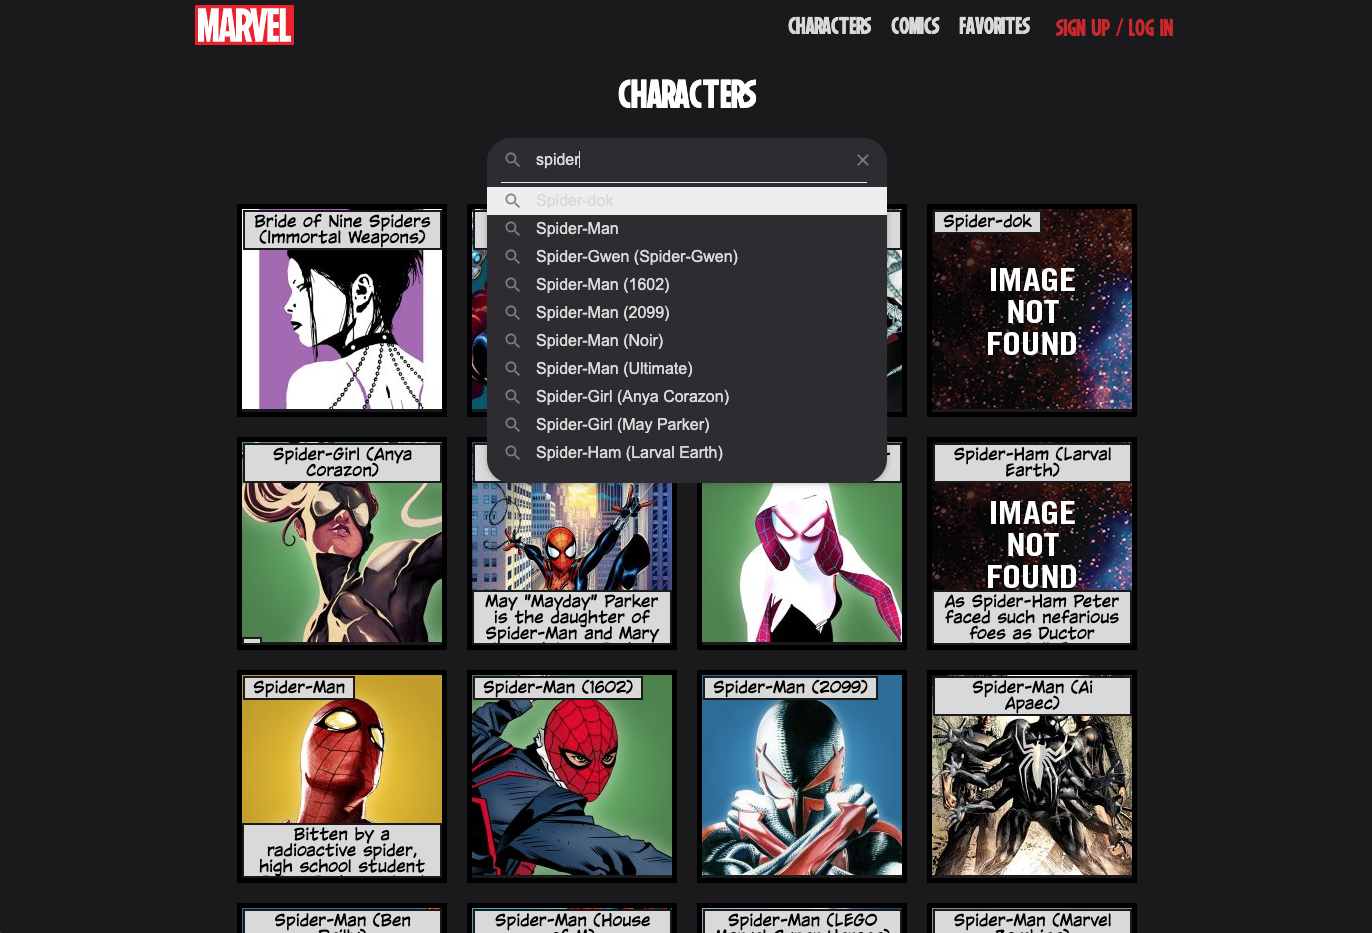 MARVEL
CHARACTERS COMICS FAVORITES SIGN UP / LOG IN
CHARACTERS
spider
Spider-dok
Spider-Man
Spider-Gwen (Spider-Gwen)
Spider-Man (1602)
Spider-Man (2099)
Spider-Man (Noir)
Spider-Man (Ultimate)
Spider-Girl (Anya Corazon)
Spider-Girl (May Parker)
Spider-Ham (Larval Earth)
Bride of Nine Spiders
(Immortal Weapons)
Spider-dok
IMAGE
NOT
FOUND
Spider-Girl (Anya
Corazon)
May "Mayday" Parker
is the daughter of
Spider-Man and Mary
Spider-Ham (Larval
Earth)
IMAGE
NOT
FOUND
As Spider-Ham Peter
faced such nefarious
foes as Ductor
Spider-Man
Bitten by a
radioactive spider,
high school student
Spider-Man (1602)
Spider-Man (2099)
Spider-Man (Ai
Apaec)
Spider-Man (Ben
Spider-Man (House
Spider-Man (LEGO
Spider-Man (Marvel